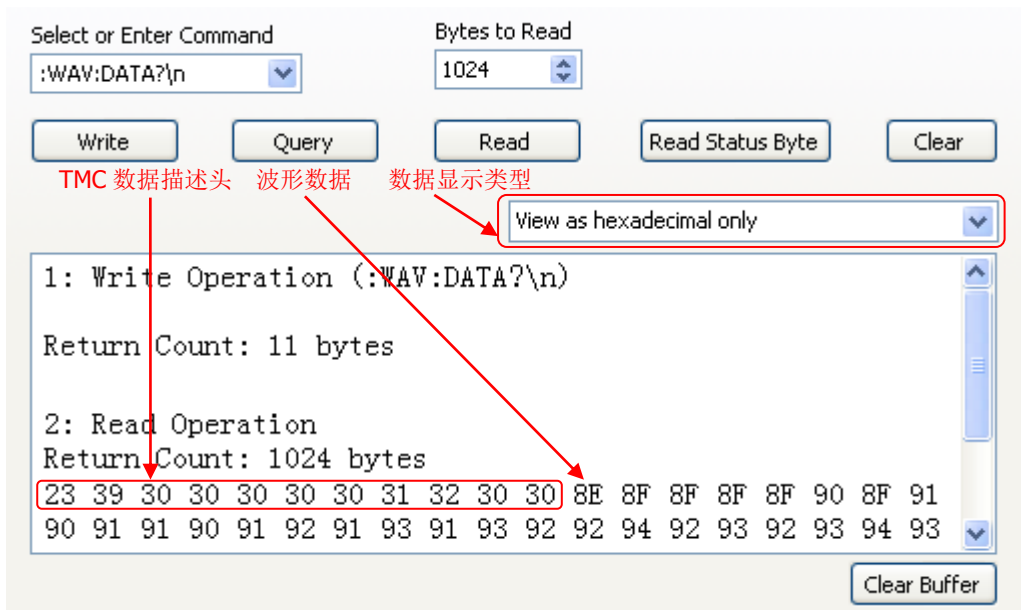 Select or Enter Command
Bytes to Read
:WAV:DATA?\n
1024
Write Query Read Read Status Byte Clear
TMC 数据描述头 波形数据 数据显示类型
View as hexadecimal only
1: Write Operation (:WAV:DATA?\n)
Return Count: 11 bytes
2: Read Operation
Return Count: 1024 bytes
23 39 30 30 30 30 30 31 32 30 30 8E 8F 8F 8F 8F 90 8F 91
90 91 91 90 91 92 91 93 91 93 92 92 94 92 93 92 93 94 93
Clear Buffer